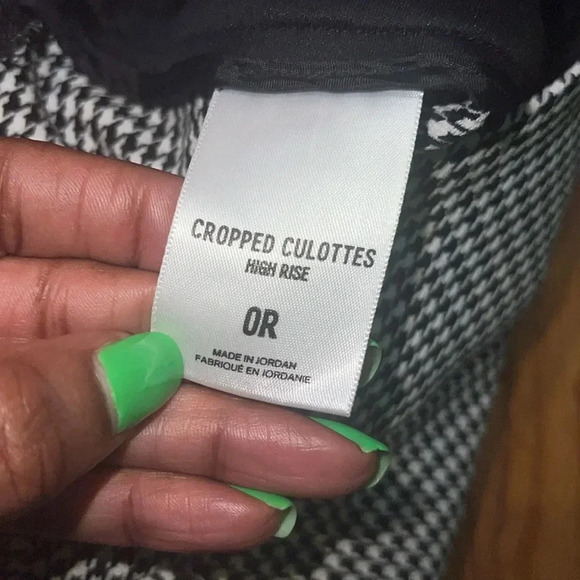 CROPPED CULOTTES
HIGH RISE
0R
MADE IN JORDAN
FABRIQUÉ EN JORDANIE